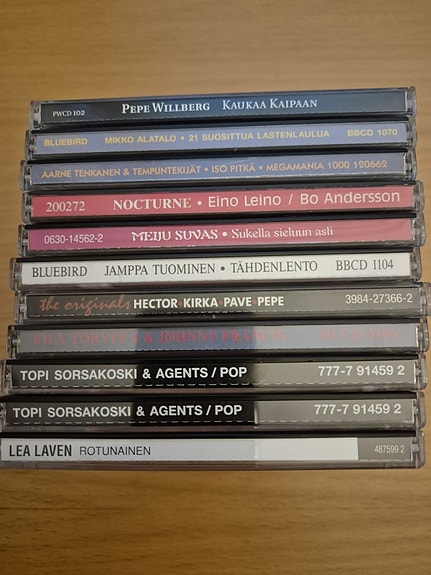 PWCD 102 PEPE WILLBERG KAUKAA KAIPAAN
BLUEBIRD MIKKO ALATALO • 21 SUOSITTUA LASTENLAULUA BBCD 1070
AARNE TENKANEN & TEMPUNTEKIJÄT • ISO PITKÄ • MEGAMANIA 1000 120662
200272 NOCTURNE • Eino Leino / Bo Andersson
0630-14562-2 MEIJU SUVAS • Sukella sieluun asti
BLUEBIRD JAMPPA TUOMINEN • TÄHDENLENTO BBCD 1104
the originals HECTOR • KIRKA • PAVE • PEPE 3984-27366-2
& JOHNNY
TOPI SORSAKOSKI & AGENTS / POP 777-7 91459 2
TOPI SORSAKOSKI & AGENTS / POP 777-7 91459 2
LEA LAVEN ROTUNAINEN 487599 2